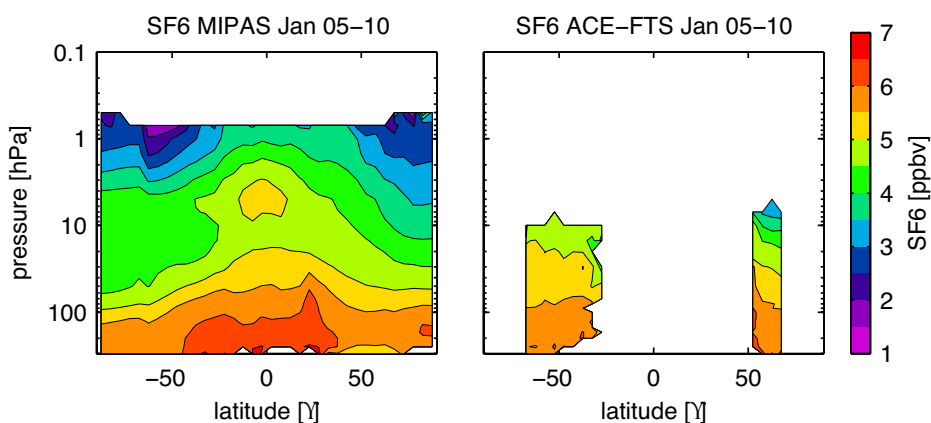 SF6 MIPAS Jan 05−10
SF6 ACE−FTS Jan 05−10
0.1
1
10
100
pressure [hPa]
−50
0
50
latitude [ϒ]
−50
0
50
latitude [ϒ]
7
6
5
4
3
2
1
SF6 [ppbv]